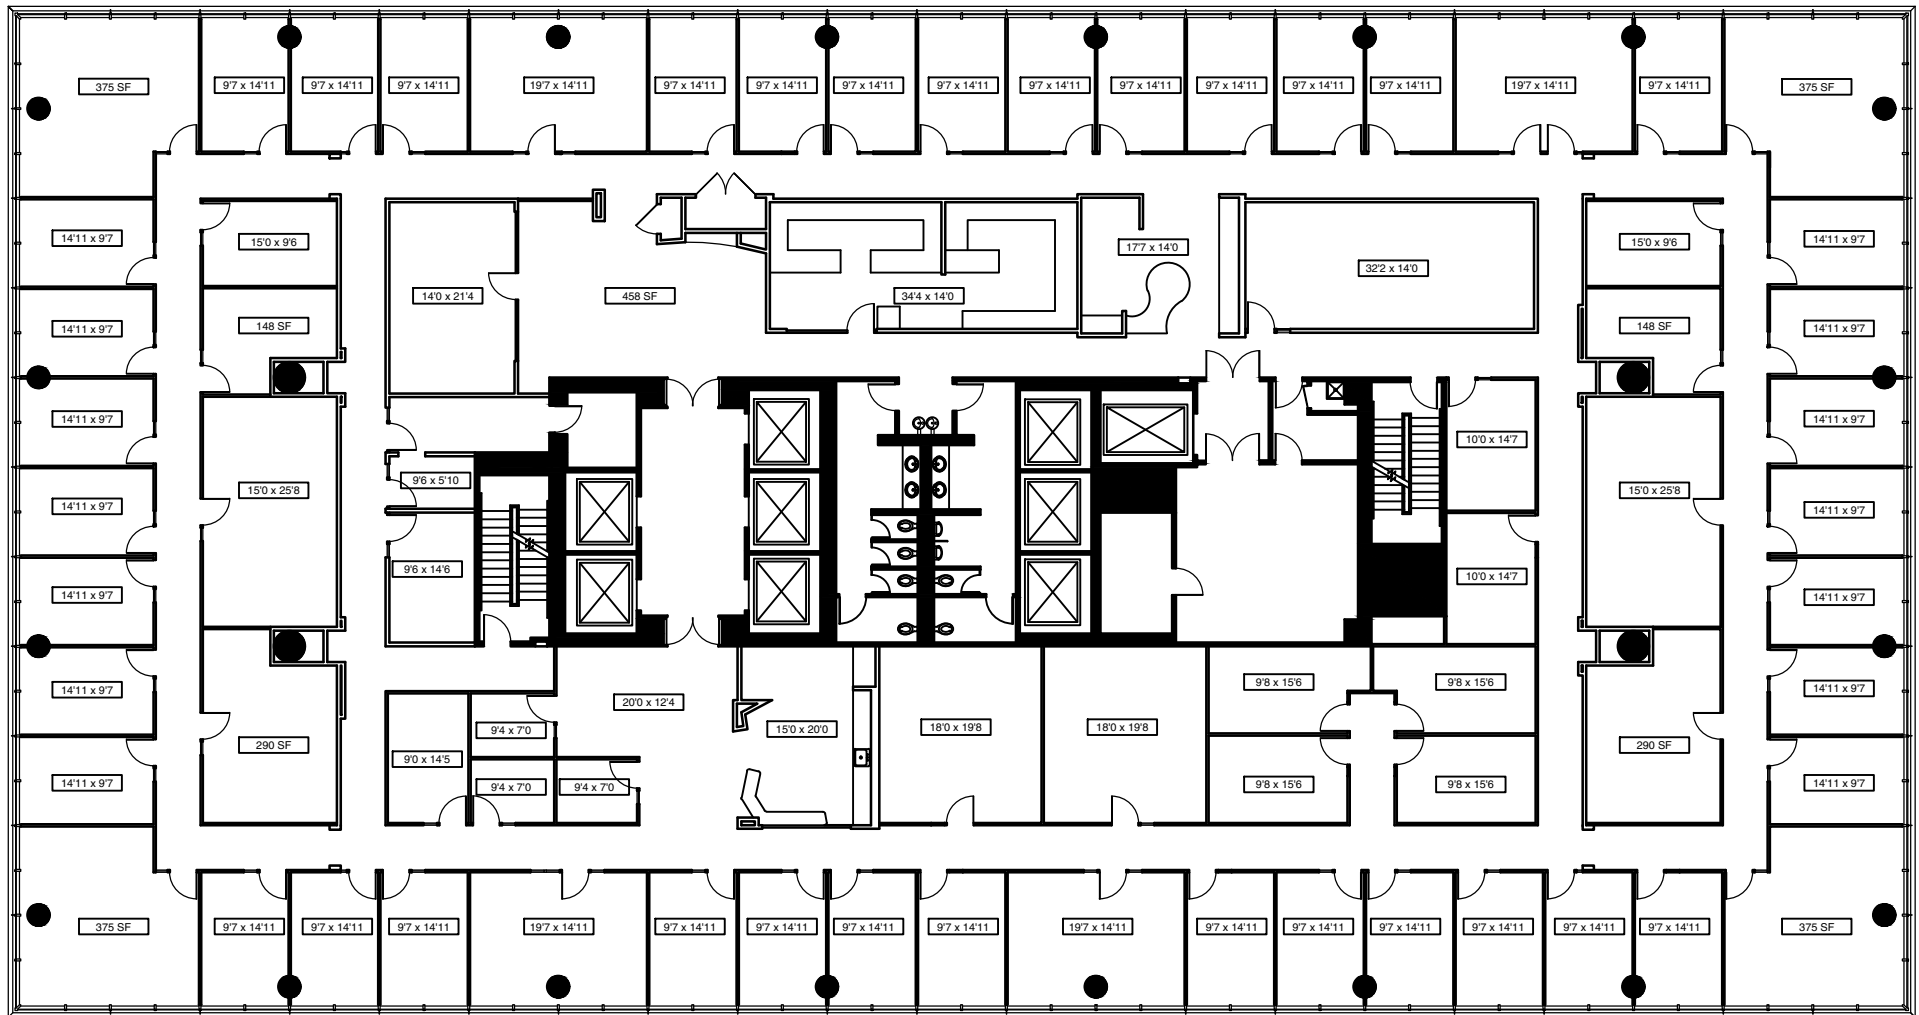 375 SF
9'7 x 14'11
9'7 x 14'11
9'7 x 14'11
19'7 x 14'11
9'7 x 14'11
9'7 x 14'11
9'7 x 14'11
9'7 x 14'11
9'7 x 14'11
9'7 x 14'11
9'7 x 14'11
9'7 x 14'11
9'7 x 14'11
19'7 x 14'11
9'7 x 14'11
375 SF
14'11 x 9'7
15'0 x 9'6
14'0 x 21'4
458 SF
34'4 x 14'0
17'7 x 14'0
32'2 x 14'0
15'0 x 9'6
14'11 x 9'7
14'11 x 9'7
148 SF
148 SF
14'11 x 9'7
14'11 x 9'7
10'0 x 14'7
14'11 x 9'7
14'11 x 9'7
15'0 x 25'8
9'6 x 5'10
15'0 x 25'8
14'11 x 9'7
14'11 x 9'7
9'6 x 14'6
10'0 x 14'7
14'11 x 9'7
14'11 x 9'7
20'0 x 12'4
9'8 x 15'6
9'8 x 15'6
14'11 x 9'7
290 SF
9'4 x 7'0
15'0 x 20'0
18'0 x 19'8
18'0 x 19'8
290 SF
14'11 x 9'7
9'0 x 14'5
9'4 x 7'0
9'4 x 7'0
9'8 x 15'6
9'8 x 15'6
14'11 x 9'7
375 SF
9'7 x 14'11
9'7 x 14'11
9'7 x 14'11
19'7 x 14'11
9'7 x 14'11
9'7 x 14'11
9'7 x 14'11
9'7 x 14'11
19'7 x 14'11
9'7 x 14'11
9'7 x 14'11
9'7 x 14'11
9'7 x 14'11
9'7 x 14'11
9'7 x 14'11
375 SF